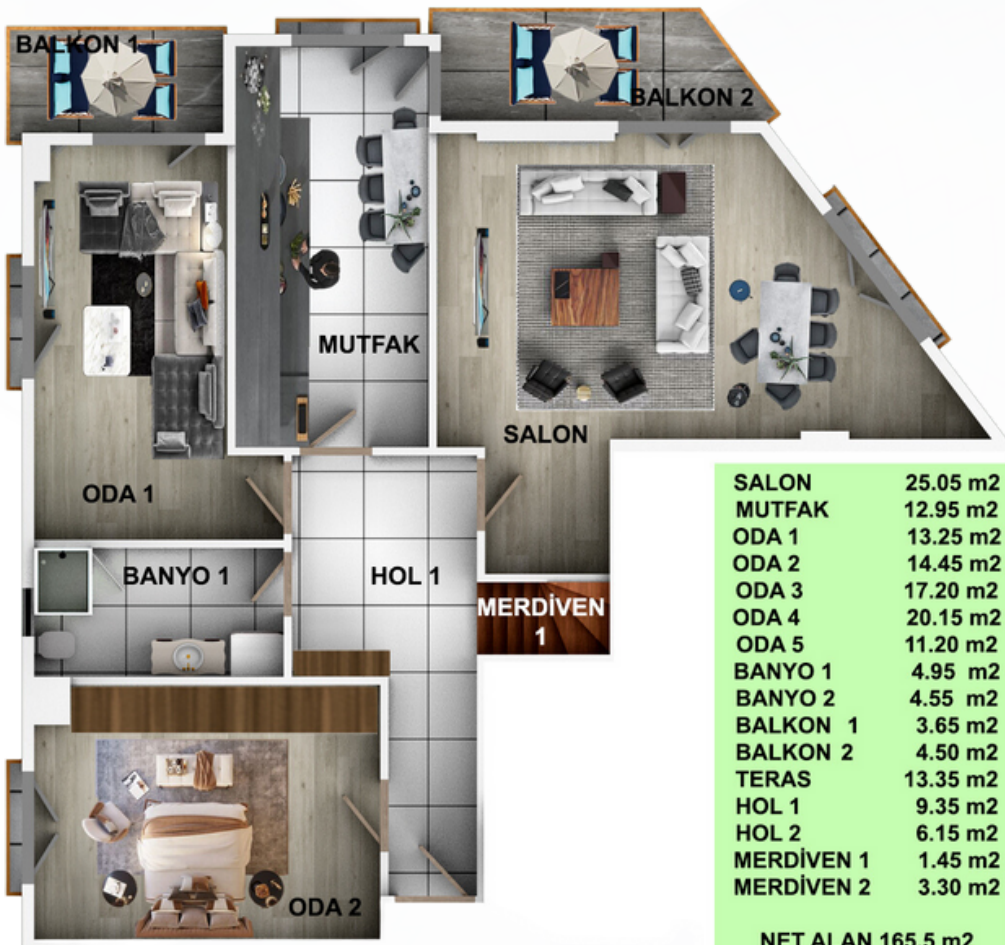 BALKON 1
BALKON 2
MUTFAK
SALON
ODA 1
BANYO 1
HOL 1
MERDİVEN
1
ODA 2
SALON 25.05 m2
MUTFAK 12.95 m2
ODA 1 13.25 m2
ODA 2 14.45 m2
ODA 3 17.20 m2
ODA 4 20.15 m2
ODA 5 11.20 m2
BANYO 1 4.95 m2
BANYO 2 4.55 m2
BALKON 1 3.65 m2
BALKON 2 4.50 m2
TERAS 13.35 m2
HOL 1 9.35 m2
HOL 2 6.15 m2
MERDİVEN 1 1.45 m2
MERDİVEN 2 3.30 m2
NET ALAN 165.5 m2